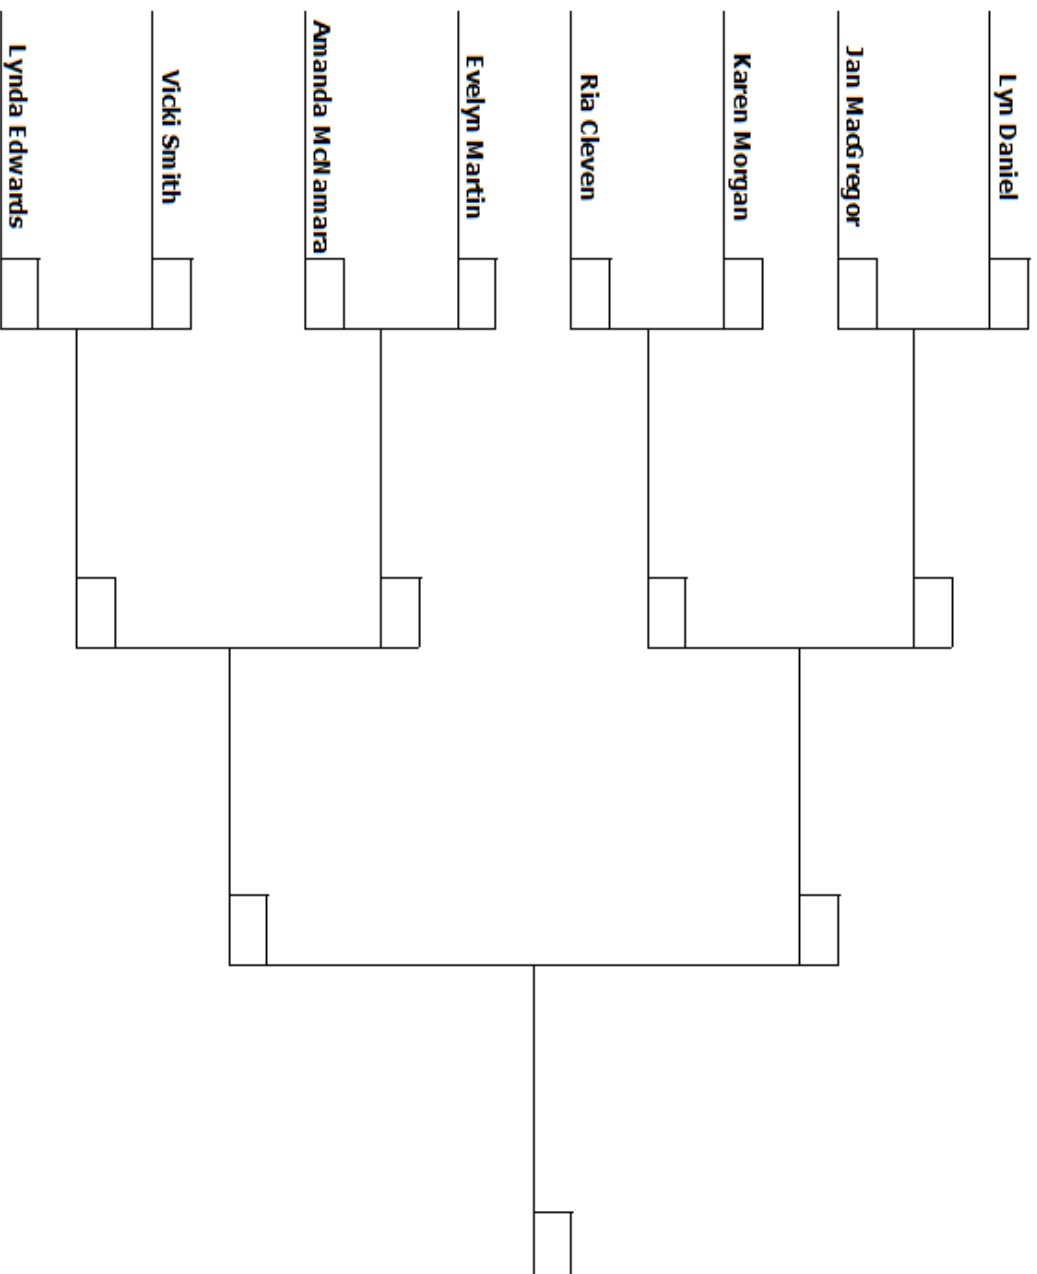 Lyn Daniel
Jan MacGregor
Karen Morgan
Ria Cleven
Evelyn Martin
Amanda McNamara
Vicki Smith
Lynda Edwards